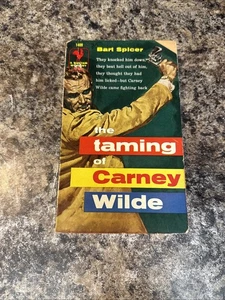 Bart Spicer
They knocked him down,
they beat hell out of him,
they thought they had
him licked—but Carney
Wilde came fighting back
the
taming
of
Carney
Wilde